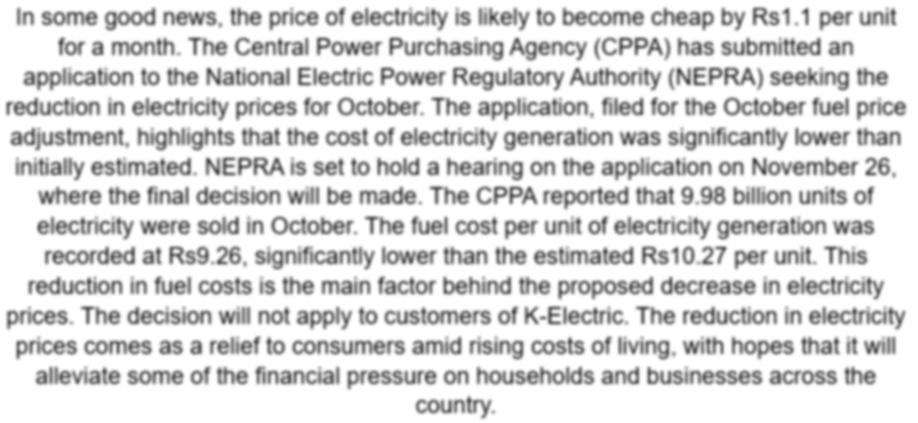 In some good news, the price of electricity is likely to become cheap by Rs1.1 per unit
for a month. The Central Power Purchasing Agency (CPPA) has submitted an
application to the National Electric Power Regulatory Authority (NEPRA) seeking the
reduction in electricity prices for October. The application, filed for the October fuel price
adjustment, highlights that the cost of electricity generation was significantly lower than
initially estimated. NEPRA is set to hold a hearing on the application on November 26,
where the final decision will be made. The CPPA reported that 9.98 billion units of
electricity were sold in October. The fuel cost per unit of electricity generation was
recorded at Rs9.26, significantly lower than the estimated Rs10.27 per unit. This
reduction in fuel costs is the main factor behind the proposed decrease in electricity
prices. The decision will not apply to customers of K-Electric. The reduction in electricity
prices comes as a relief to consumers amid rising costs of living, with hopes that it will
alleviate some of the financial pressure on households and businesses across the
country.